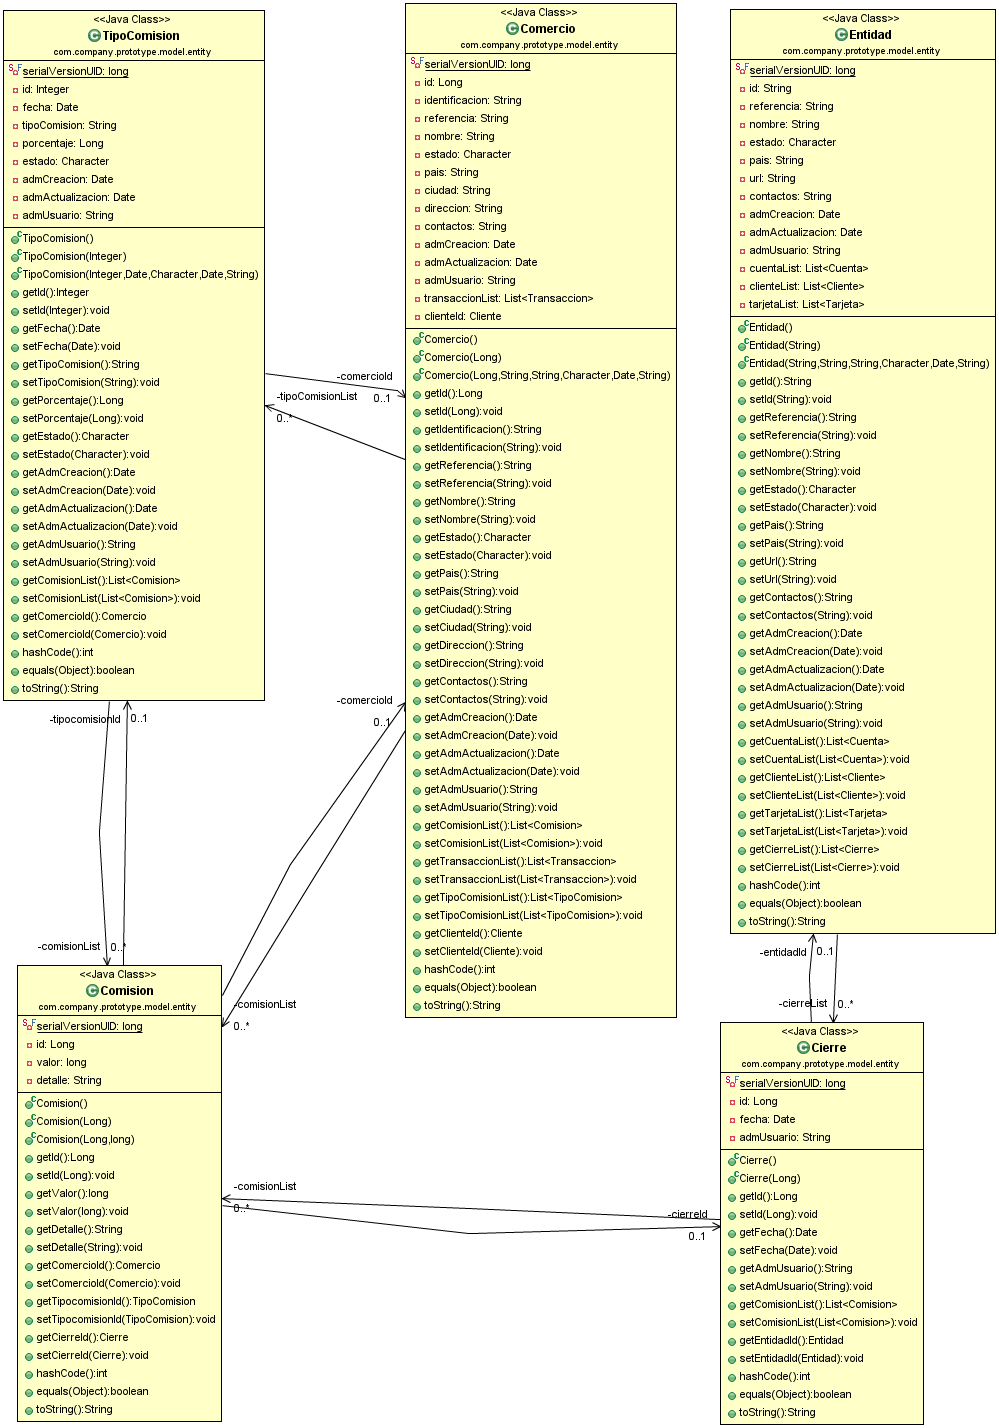 <<Java Class>>
TipoComision
com.company.prototype.model.entity
serialVersionUID: long
id: Integer
fecha: Date
tipoComision: String
porcentaje: Long
estado: Character
admCreacion: Date
admActualizacion: Date
admUsuario: String
TipoComision()
TipoComision(Integer)
TipoComision(Integer,Date,Character,Date,String)
getId():Integer
setId(Integer):void
getFecha():Date
setFecha(Date):void
getTipoComision():String
setTipoComision(String):void
getPorcentaje():Long
setPorcentaje(Long):void
getEstado():Character
setEstado(Character):void
getAdmCreacion():Date
setAdmCreacion(Date):void
getAdmActualizacion():Date
setAdmActualizacion(Date):void
getAdmUsuario():String
setAdmUsuario(String):void
getComisionList():List<Comision>
setComisionList(List<Comision>):void
getComercioId():Comercio
setComercioId(Comercio):void
hashCode():int
equals(Object):boolean
toString():String
-comercioId
0..1
-tipoComisionList
0..*
<<Java Class>>
Comercio
com.company.prototype.model.entity
serialVersionUID: long
id: Long
identificacion: String
referencia: String
nombre: String
estado: Character
pais: String
ciudad: String
direccion: String
contactos: String
admCreacion: Date
admActualizacion: Date
admUsuario: String
transaccionList: List<Transaccion>
clienteId: Cliente
Comercio()
Comercio(Long)
Comercio(Long,String,String,Character,Date,String)
getId():Long
setId(Long):void
getIdentificacion():String
setIdentificacion(String):void
getReferencia():String
setReferencia(String):void
getNombre():String
setNombre(String):void
getEstado():Character
setEstado(Character):void
getPais():String
setPais(String):void
getCiudad():String
setCiudad(String):void
getDireccion():String
setDireccion(String):void
getContactos():String
setContactos(String):void
getAdmCreacion():Date
setAdmCreacion(Date):void
getAdmActualizacion():Date
setAdmActualizacion(Date):void
getAdmUsuario():String
setAdmUsuario(String):void
getComisionList():List<Comision>
setComisionList(List<Comision>):void
getTransaccionList():List<Transaccion>
setTransaccionList(List<Transaccion>):void
getTipoComisionList():List<TipoComision>
setTipoComisionList(List<TipoComision>):void
getClienteId():Cliente
setClienteId(Cliente):void
hashCode():int
equals(Object):boolean
toString():String
<<Java Class>>
Entidad
com.company.prototype.model.entity
serialVersionUID: long
id: String
referencia: String
nombre: String
estado: Character
pais: String
url: String
contactos: String
admCreacion: Date
admActualizacion: Date
admUsuario: String
cuentaList: List<Cuenta>
clienteList: List<Cliente>
tarjetaList: List<Tarjeta>
Entidad()
Entidad(String)
Entidad(String,String,String,Character,Date,String)
getId():String
setId(String):void
getReferencia():String
setReferencia(String):void
getNombre():String
setNombre(String):void
getEstado():Character
setEstado(Character):void
getPais():String
setPais(String):void
getUrl():String
setUrl(String):void
getContactos():String
setContactos(String):void
getAdmCreacion():Date
setAdmCreacion(Date):void
getAdmActualizacion():Date
setAdmActualizacion(Date):void
getAdmUsuario():String
setAdmUsuario(String):void
getCuentaList():List<Cuenta>
setCuentaList(List<Cuenta>):void
getClienteList():List<Cliente>
setClienteList(List<Cliente>):void
getTarjetaList():List<Tarjeta>
setTarjetaList(List<Tarjeta>):void
getCierreList():List<Cierre>
setCierreList(List<Cierre>):void
hashCode():int
equals(Object):boolean
toString():String
-tipocomisionId 0..1
-comisionList 0..*
-comercioId
0..1
-comisionList
0..*
-entidadId 0..1
-cierreList 0..*
<<Java Class>>
Comision
com.company.prototype.model.entity
serialVersionUID: long
id: Long
valor: long
detalle: String
Comision()
Comision(Long)
Comision(Long,long)
getId():Long
setId(Long):void
getValor():long
setValor(long):void
getDetalle():String
setDetalle(String):void
getComercioId():Comercio
setComercioId(Comercio):void
getTipocomisionId():TipoComision
setTipocomisionId(TipoComision):void
getCierreId():Cierre
setCierreId(Cierre):void
hashCode():int
equals(Object):boolean
toString():String
-comisionList
0..*
-cierreId
0..1
<<Java Class>>
Cierre
com.company.prototype.model.entity
serialVersionUID: long
id: Long
fecha: Date
admUsuario: String
Cierre()
Cierre(Long)
getId():Long
setId(Long):void
getFecha():Date
setFecha(Date):void
getAdmUsuario():String
setAdmUsuario(String):void
getComisionList():List<Comision>
setComisionList(List<Comision>):void
getEntidadId():Entidad
setEntidadId(Entidad):void
hashCode():int
equals(Object):boolean
toString():String